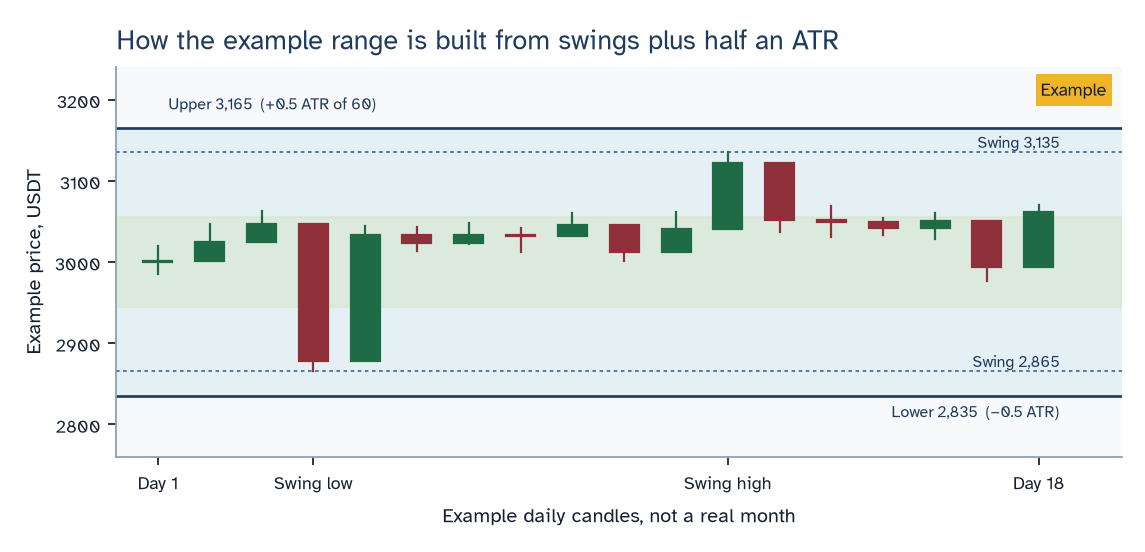 How the example range is built from swings plus half an ATR
Example
Upper 3,165 (+0.5 ATR of 60)
Swing 3,135
Swing 2,865
Lower 2,835 (−0.5 ATR)
Example price, USDT
3200
3100
3000
2900
2800
Day 1
Swing low
Swing high
Day 18
Example daily candles, not a real month